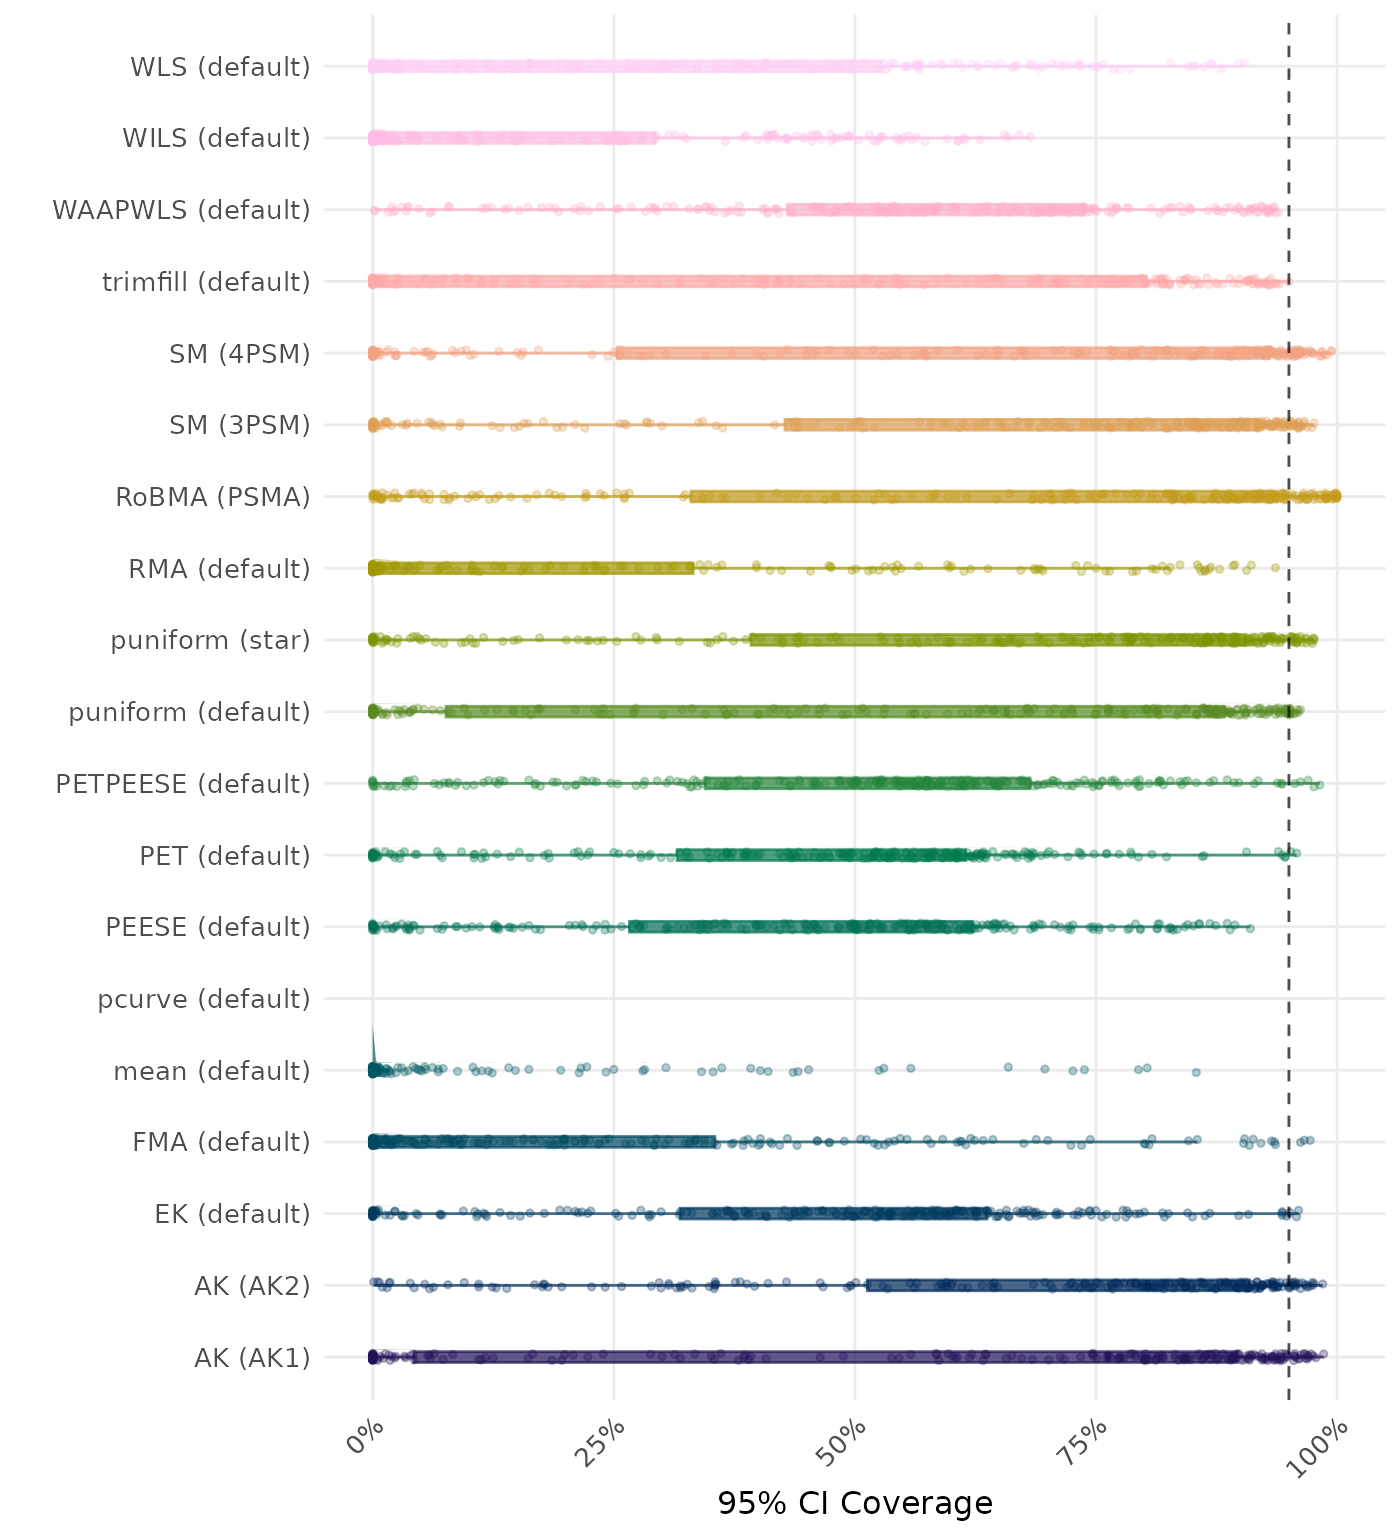 WLS (default)
WILS (default)
WAAPWLS (default)
trimfill (default)
SM (4PSM)
SM (3PSM)
RoBMA (PSMA)
RMA (default)
puniform (star)
puniform (default)
PETPEESE (default)
PET (default)
PEESE (default)
pcurve (default)
mean (default)
FMA (default)
EK (default)
AK (AK2)
AK (AK1)
0% 25% 50% 75% 100%
95% CI Coverage